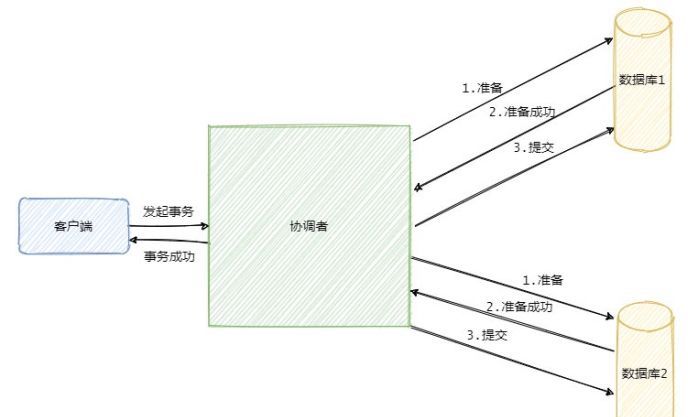 1.准备
数据库1
2.准备成功
3.提交
发起事务
客户端
协调者
事务成功
1.准备
2.准备成功
3.提交
数据库2